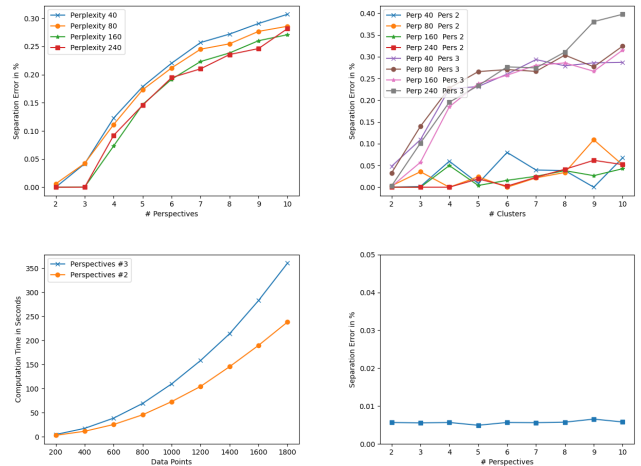 Separation Error in %
0.30
0.25
0.20
0.15
0.10
0.05
0.00
Perplexity 40
Perplexity 80
Perplexity 160
Perplexity 240
2 3 4 5 6 7 8 9 10
# Perspectives
Separation Error in %
0.40
0.35
0.30
0.25
0.20
0.15
0.10
0.05
0.00
Perp 40 Pers 2
Perp 80 Pers 2
Perp 160 Pers 2
Perp 240 Pers 2
Perp 40 Pers 3
Perp 80 Pers 3
Perp 160 Pers 3
Perp 240 Pers 3
2 3 4 5 6 7 8 9 10
# Clusters
Computation Time in Seconds
350
300
250
200
150
100
50
0
Perspectives #3
Perspectives #2
200 400 600 800 1000 1200 1400 1600 1800
Data Points
Separation Error in %
0.05
0.04
0.03
0.02
0.01
0.00
2 3 4 5 6 7 8 9 10
# Perspectives